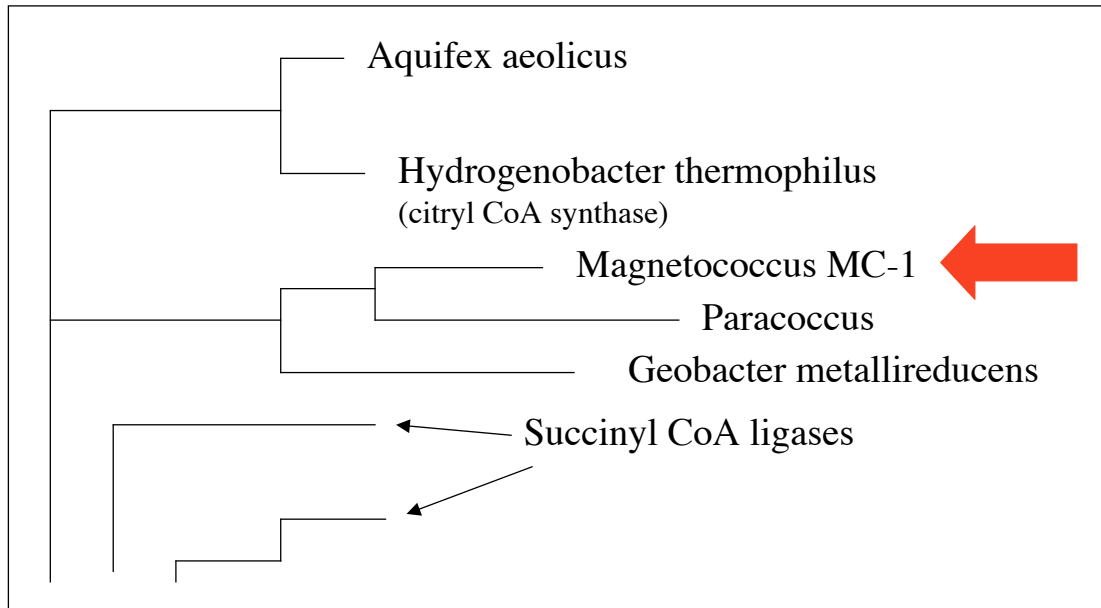 Aquifex aeolicus
Hydrogenobacter thermophilus
(citryl CoA synthase)
Magnetococcus MC-1
Paracoccus
Geobacter metallireducens
Succinyl CoA ligases